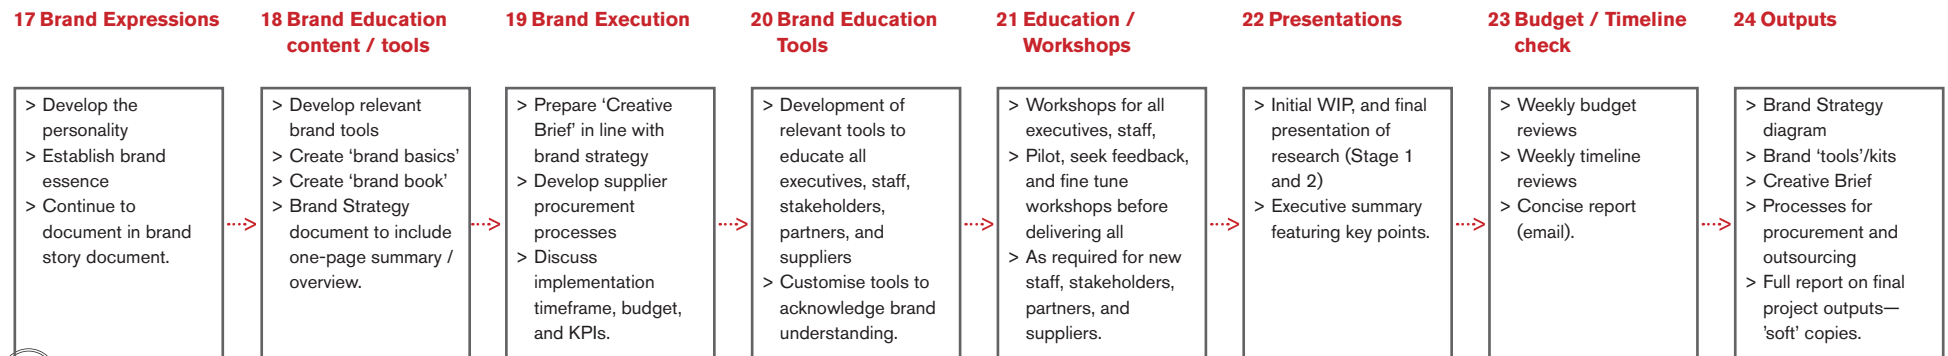 17 Brand Expressions
> Develop the
personality
> Establish brand
essence
> Continue to
document in brand
story document.
18 Brand Education
content / tools
> Develop relevant
brand tools
> Create ‘brand basics’
> Create ‘brand book’
> Brand Strategy
document to include
one-page summary /
overview.
19 Brand Execution
> Prepare ‘Creative
Brief’ in line with
brand strategy
> Develop supplier
procurement
processes
> Discuss
implementation
timeframe, budget,
and KPIs.
20 Brand Education
Tools
> Development of
relevant tools to
educate all
executives, staff,
stakeholders,
partners, and
suppliers
> Customise tools to
acknowledge brand
understanding.
21 Education /
Workshops
> Workshops for all
executives, staff,
> Pilot, seek feedback,
and fine tune
workshops before
delivering all
> As required for new
staff, stakeholders,
partners, and
suppliers.
22 Presentations
> Initial WIP, and final
presentation of
research (Stage 1
and 2)
> Executive summary
featuring key points.
23 Budget / Timeline
check
> Weekly budget
reviews
> Weekly timeline
reviews
> Concise report
(email).
24 Outputs
> Brand Strategy
diagram
> Brand ‘tools’/kits
> Creative Brief
> Processes for
procurement and
outsourcing
> Full report on final
project outputs—
’soft’ copies.